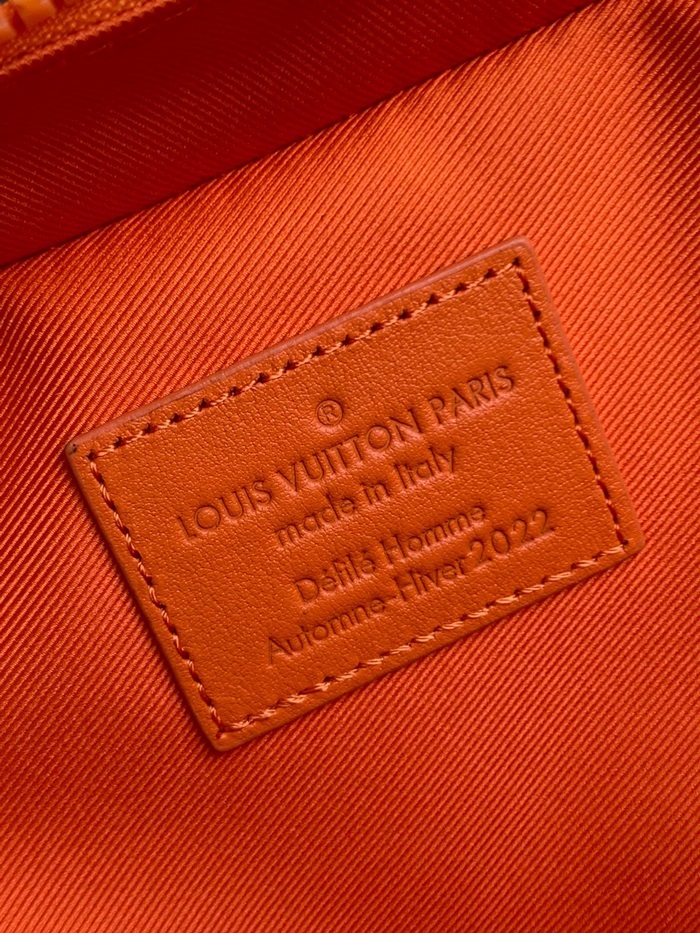 ®
LOUIS VUITTON PARIS
made in Italy
Défilé Homme
Automne-Hiver 2022